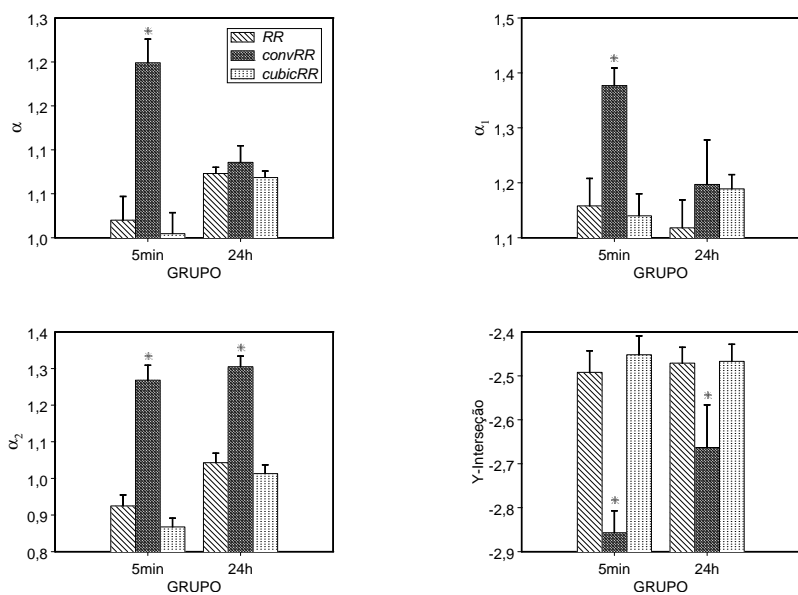 1,3
1,2
1,2
1,1
1,1
1,0
α
*
RR
convRR
cubicRR
5min
24h
GRUPO
1,5
1,4
1,3
1,2
1,1
α1
*
5min
24h
GRUPO
1,4
1,3
1,2
1,1
1,0
0,9
0,8
α2
*
*
5min
24h
GRUPO
-2,4
-2,5
-2,6
-2,7
-2,8
-2,9
Y-Interseção
*
*
5min
24h
GRUPO